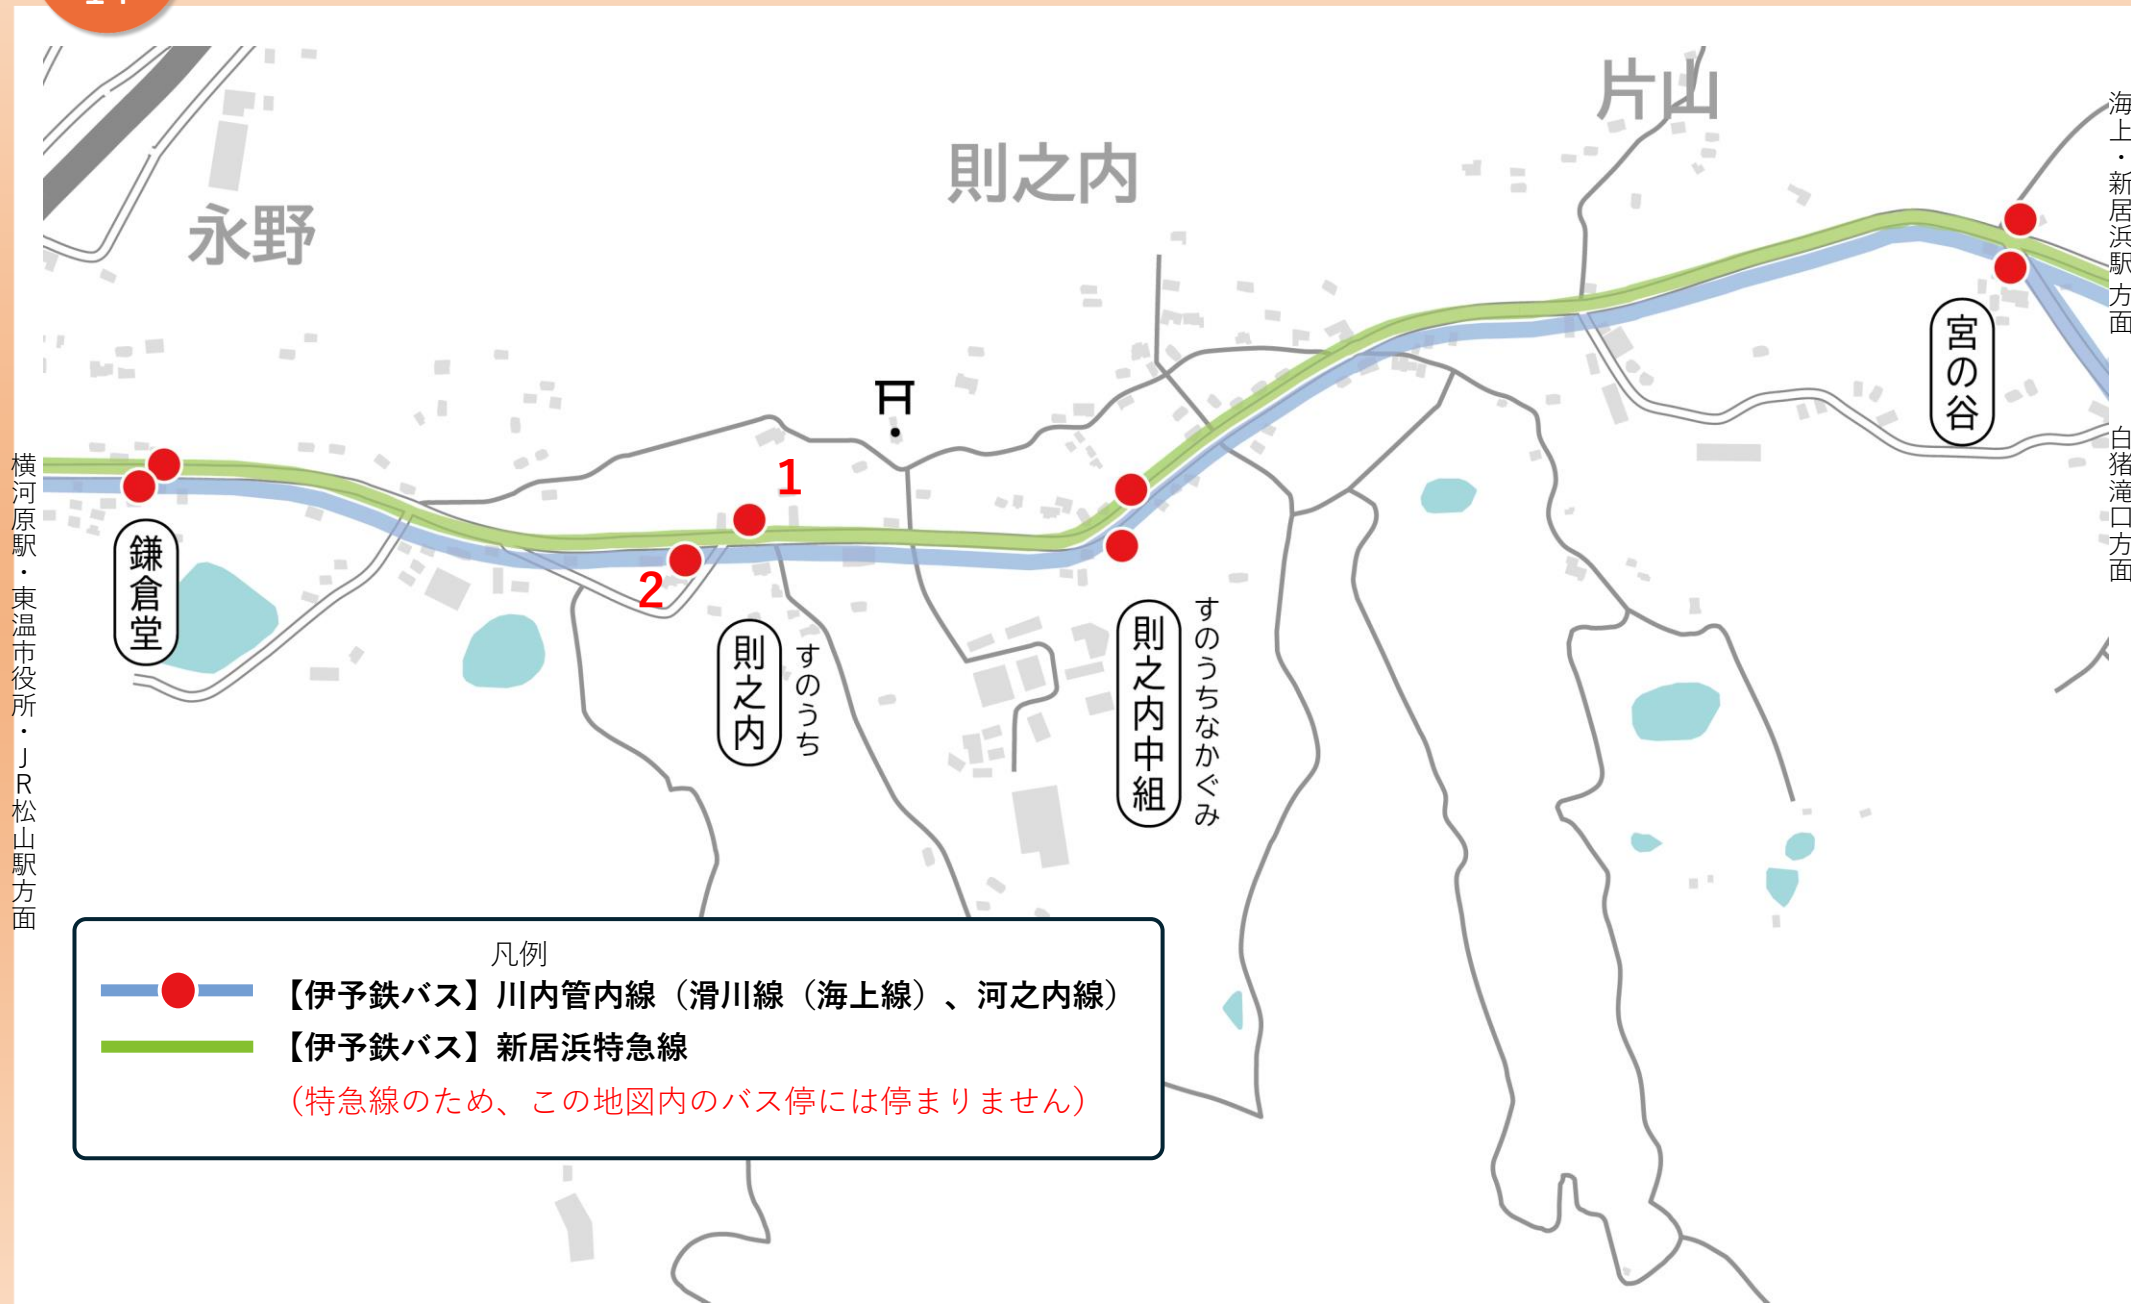 片山
則之内
永野
海上・新居浜駅方面
宮の谷
1
横河原駅・東温市役所・JR松山駅方面
白猪滝口方面
鎌倉堂
2
則之内
すのうち
則之内中組
すのうちなかぐみ
凡例
【伊予鉄バス】川内管内線（滑川線（海上線）、河之内線）
【伊予鉄バス】新居浜特急線
（特急線のため、この地図内のバス停には停まりません）